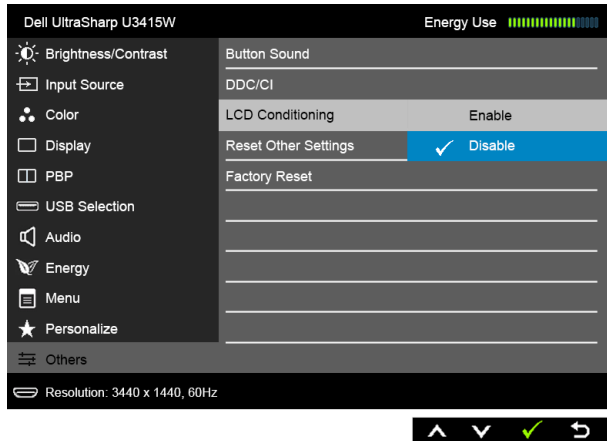 Dell UltraSharp U3415W
Energy Use
Brightness/Contrast
Button Sound
Input Source
DDC/CI
Color
LCD Conditioning
Enable
Display
Reset Other Settings
Disable
PBP
Factory Reset
USB Selection
Audio
Energy
Menu
Personalize
Others
Resolution: 3440 x 1440, 60Hz